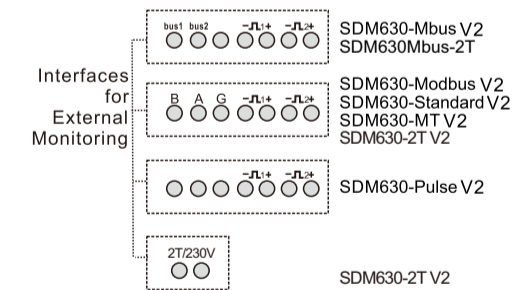 bus1 bus2 -⎍1+ -⎍2+
SDM630-Mbus V2
SDM630Mbus-2T
Interfaces
for
External
Monitoring
B A G -⎍1+ -⎍2+
SDM630-Modbus V2
SDM630-Standard V2
SDM630-MT V2
SDM630-2T V2
-⎍1+ -⎍2+
SDM630-Pulse V2
2T/230V
SDM630-2T V2